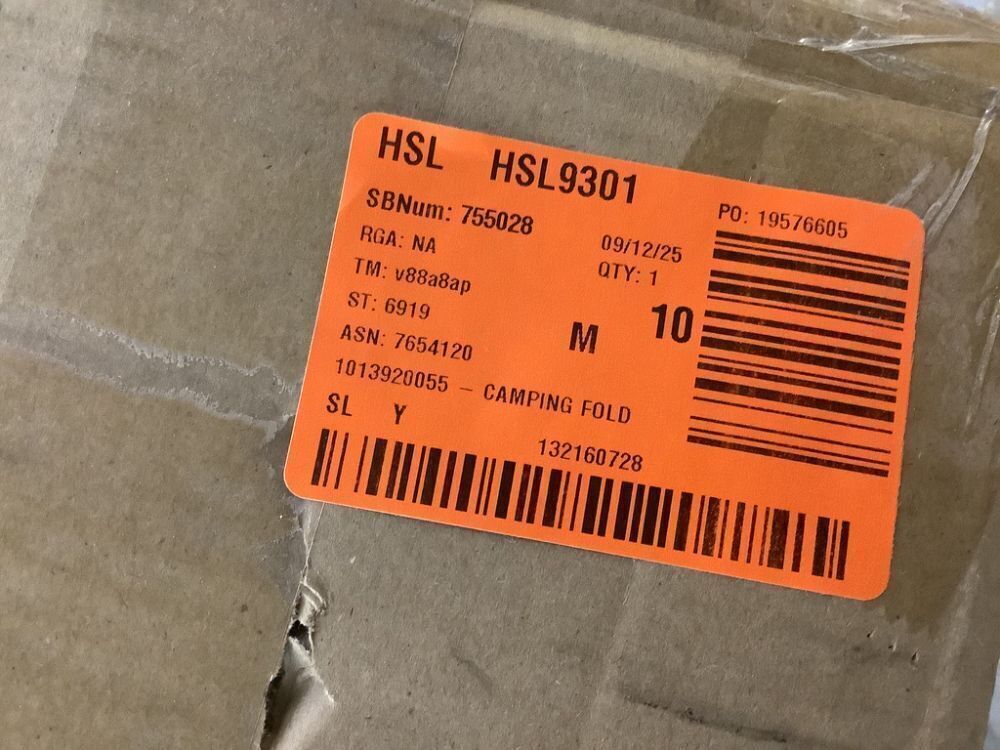 HSL HSL9301
SBNum: 755028
PO: 19576605
RGA: NA
09/12/25
TM: v88a8ap
QTY: 1
ST: 6919
M 10
ASN: 7654120
1013920055 – CAMPING FOLD
SL Y
132160728